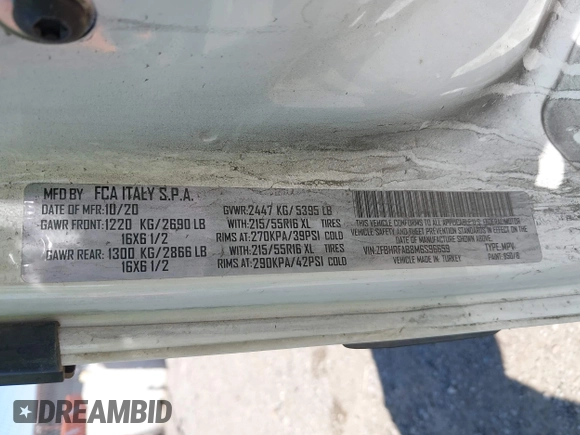 MFD BY FCA ITALY S.P.A.
DATE OF MFR:10/20 GVWR:2447 KG/5395 LB
GAWR FRONT:1220 KG/2690 LB WITH:215/55R16 XL TIRES
16X6 1/2 RIMS AT:270KPA/39PSI COLD
GAWR REAR:1300 KG/2866 LB WITH:215/55R16 XL TIRES
16X6 1/2 RIMS AT:290KPA/42PSI COLD
THIS VEHICLE CONFORMS TO ALL APPLICABLE U.S. FEDERAL MOTOR
VEHICLE SAFETY, BUMPER AND THEFT PREVENTION STANDARDS IN
EFFECT ON THE DATE OF MANUFACTURE SHOWN ABOVE.
TYPE:MPV
VEHICLE MADE IN TURKEY
DREAMBID